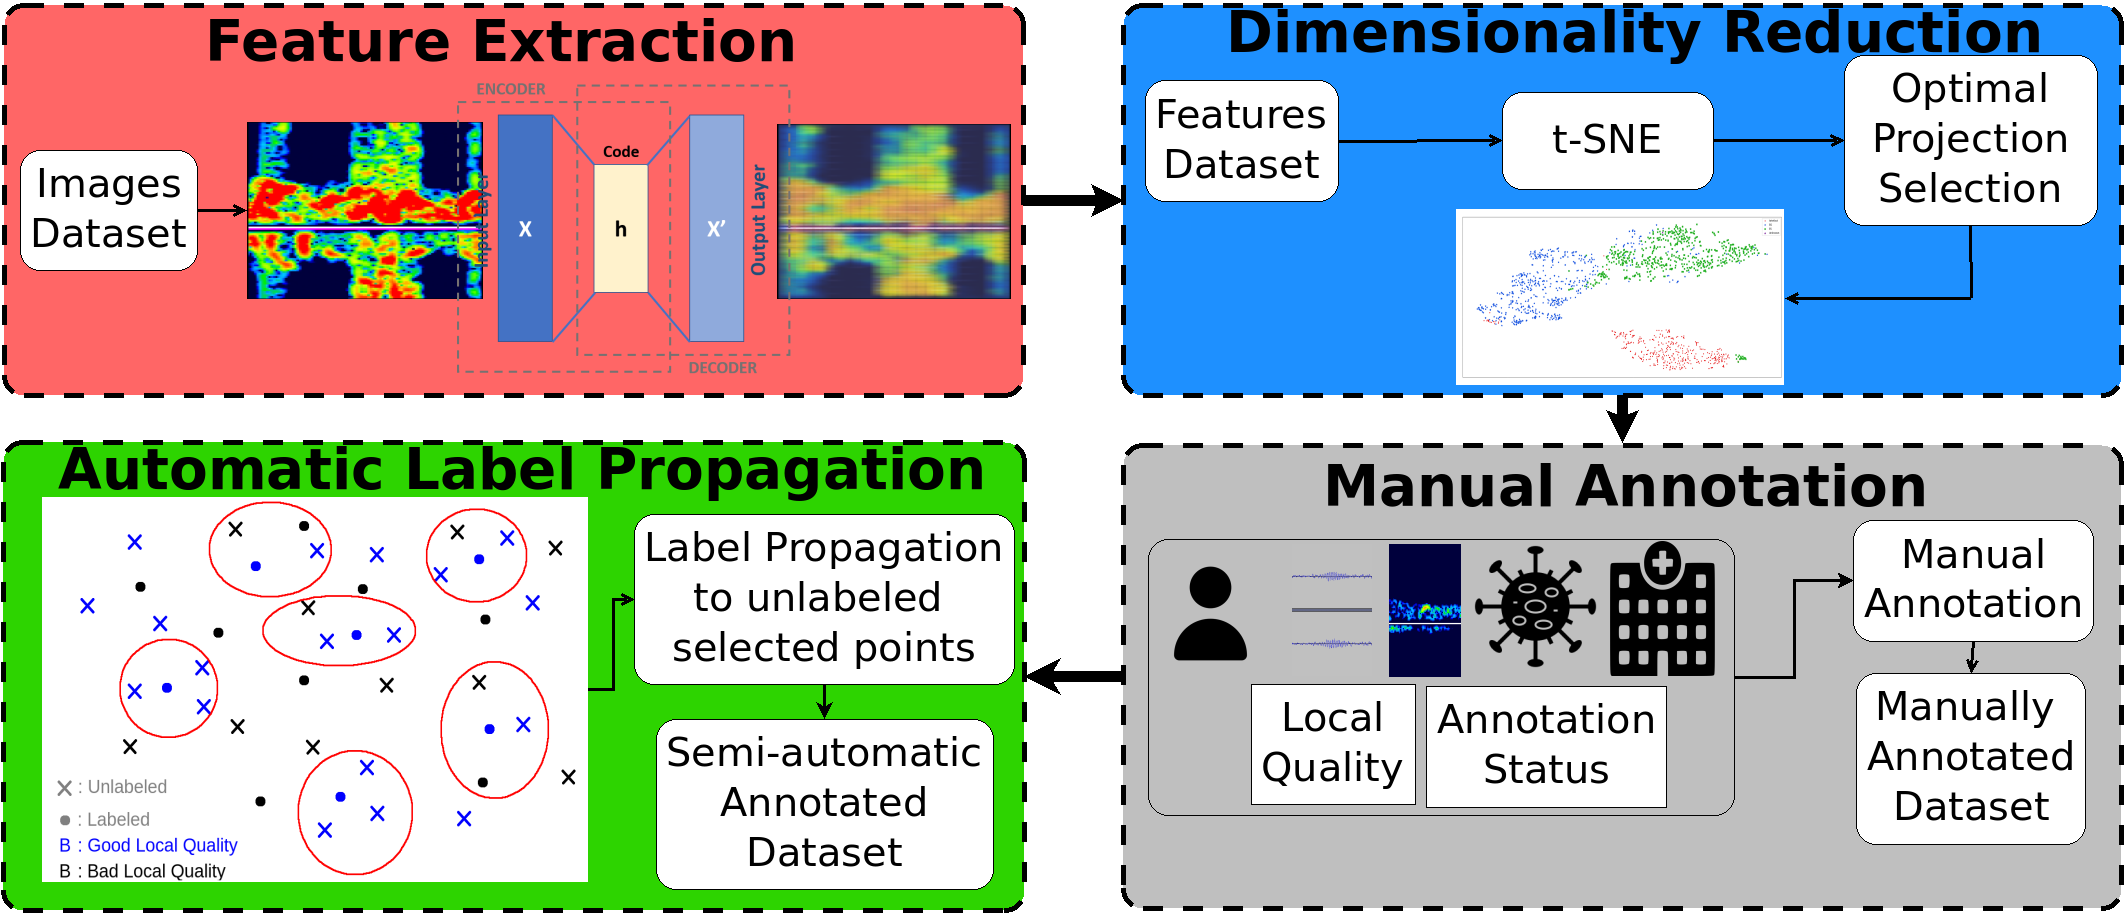 Feature Extraction
Images
Dataset
ENCODER
Input Layer
X
Code
h
X’
Output Layer
DECODER
Dimensionality Reduction
Features
Dataset
t-SNE
Optimal
Projection
Selection
Automatic Label Propagation
X : Unlabeled
● : Labeled
B : Good Local Quality
B : Bad Local Quality
Label Propagation
to unlabeled
selected points
Semi-automatic
Annotated
Dataset
Manual Annotation
Local
Quality
Annotation
Status
Manual
Annotation
Manually
Annotated
Dataset